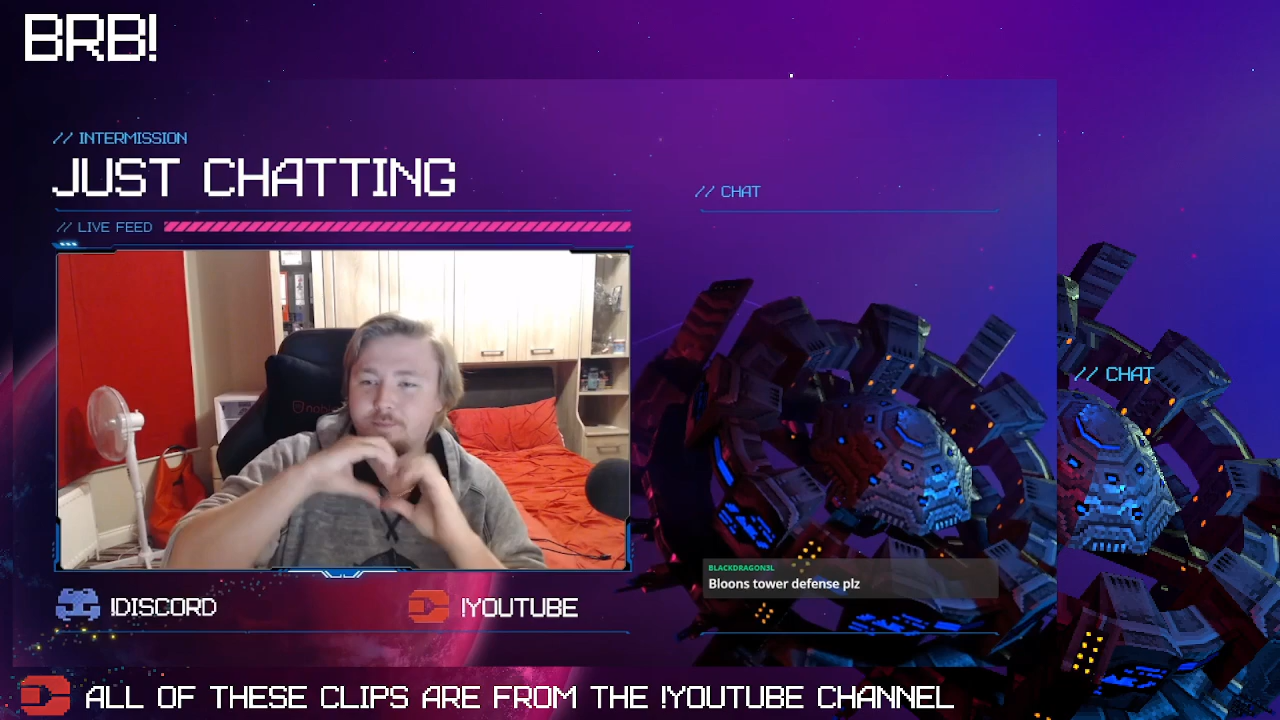 BRB!
// INTERMISSION
JUST CHATTING
// LIVE FEED
// CHAT
// CHAT
BLACKDRAGON3L
Bloons tower defense plz
!DISCORD
!YOUTUBE
ALL OF THESE CLIPS ARE FROM THE !YOUTUBE CHANNEL